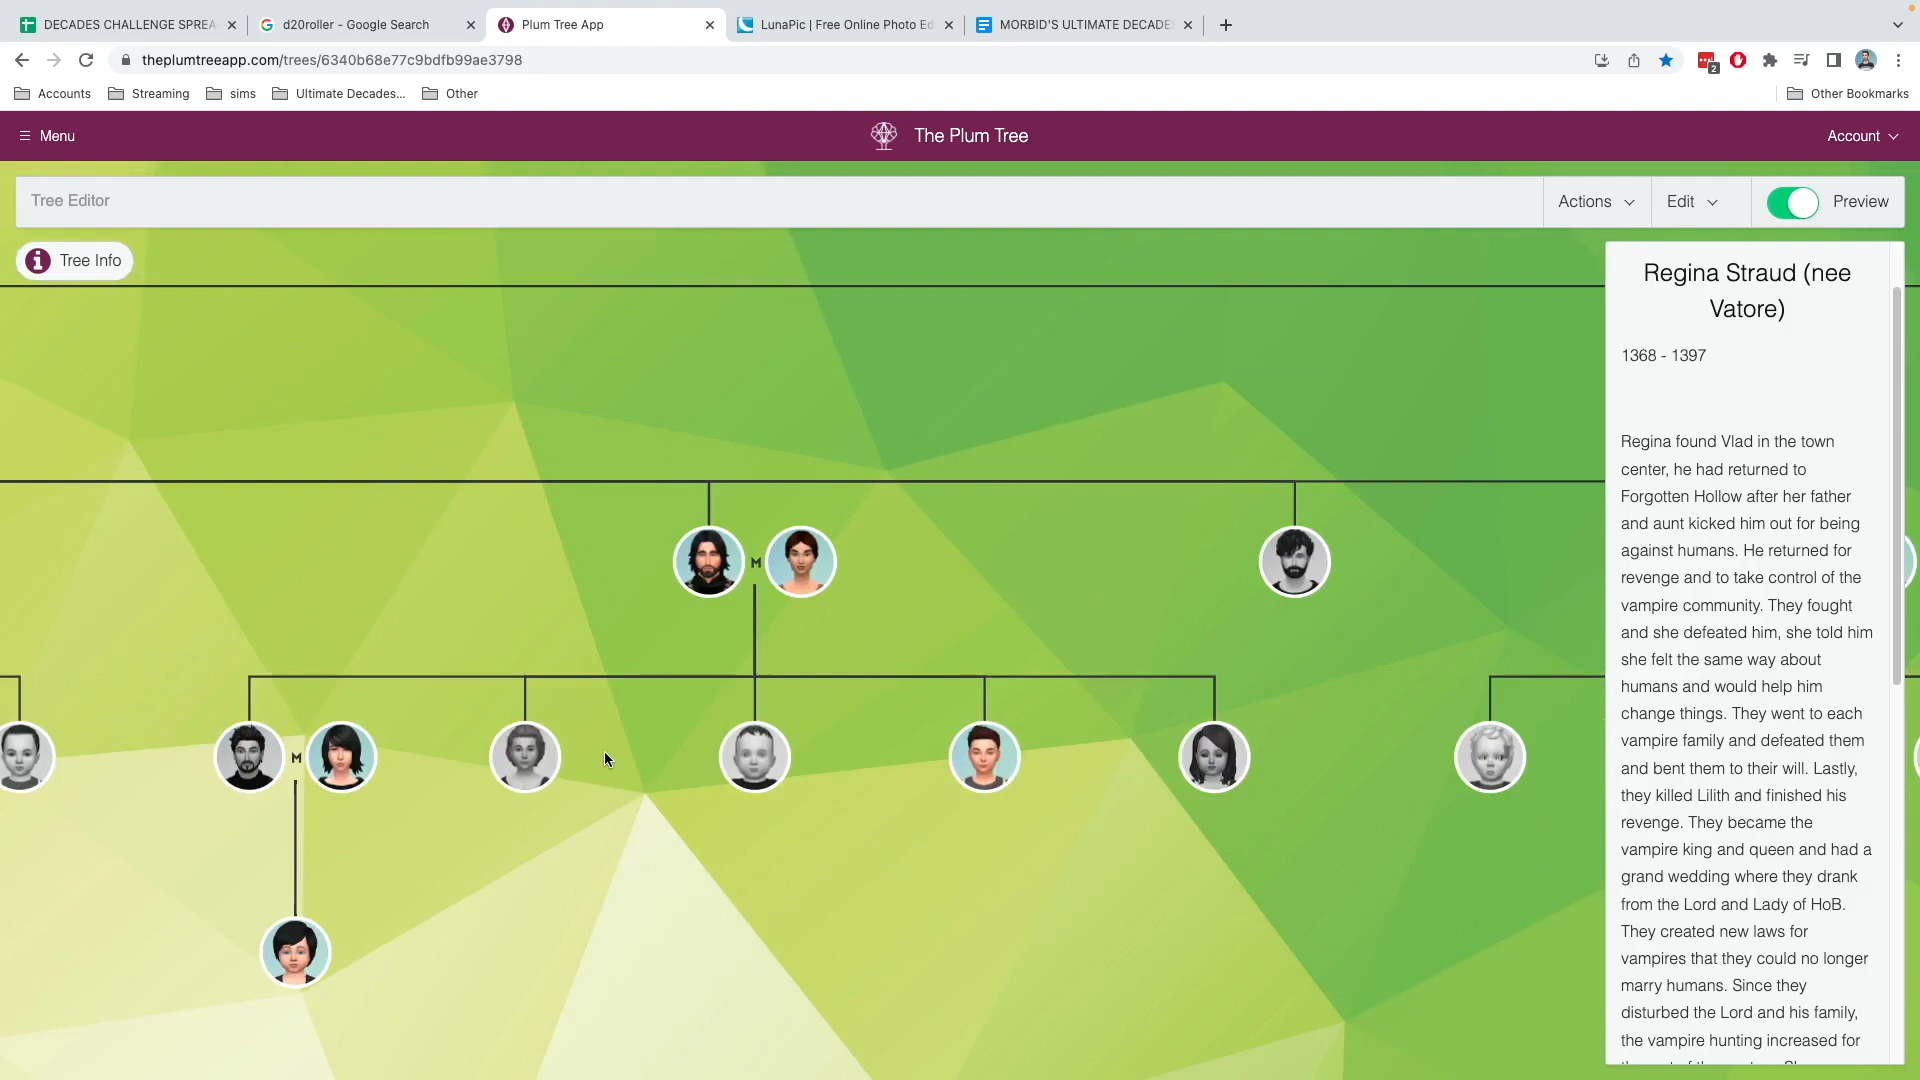 DECADES CHALLENGE SPREA
d20roller - Google Search
Plum Tree App
LunaPic | Free Online Photo Ed
MORBID'S ULTIMATE DECADES
theplumtreeapp.com/trees/6340b68e77c9bdfb99ae3798
2
Accounts
Streaming
sims
Ultimate Decades...
Other
Other Bookmarks
Menu
The Plum Tree
Account
Tree Editor
Actions
Edit
Preview
Tree Info
M
M
Regina Straud (nee
Vatore)
1368 - 1397
Regina found Vlad in the town
center, he had returned to
Forgotten Hollow after her father
and aunt kicked him out for being
against humans. He returned for
revenge and to take control of the
vampire community. They fought
and she defeated him, she told him
she felt the same way about
humans and would help him
change things. They went to each
vampire family and defeated them
and bent them to their will. Lastly,
they killed Lilith and finished his
revenge. They became the
vampire king and queen and had a
grand wedding where they drank
from the Lord and Lady of HoB.
They created new laws for
vampires that they could no longer
marry humans. Since they
disturbed the Lord and his family,
the vampire hunting increased for